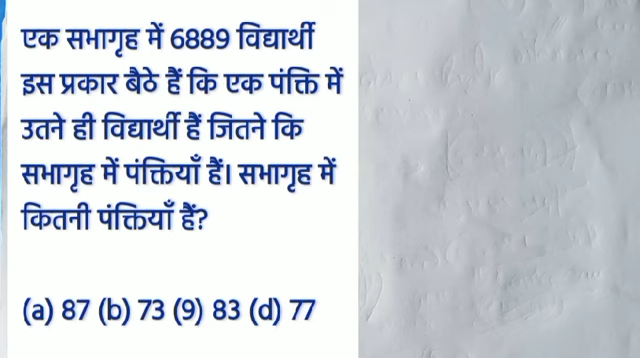 एक सभागृह में 6889 विद्यार्थी
इस प्रकार बैठे हैं कि एक पंक्ति में
उतने ही विद्यार्थी हैं जितने कि
सभागृह में पंक्तियाँ हैं। सभागृह में
कितनी पंक्तियाँ हैं?
(a) 87 (b) 73 (9) 83 (d) 77